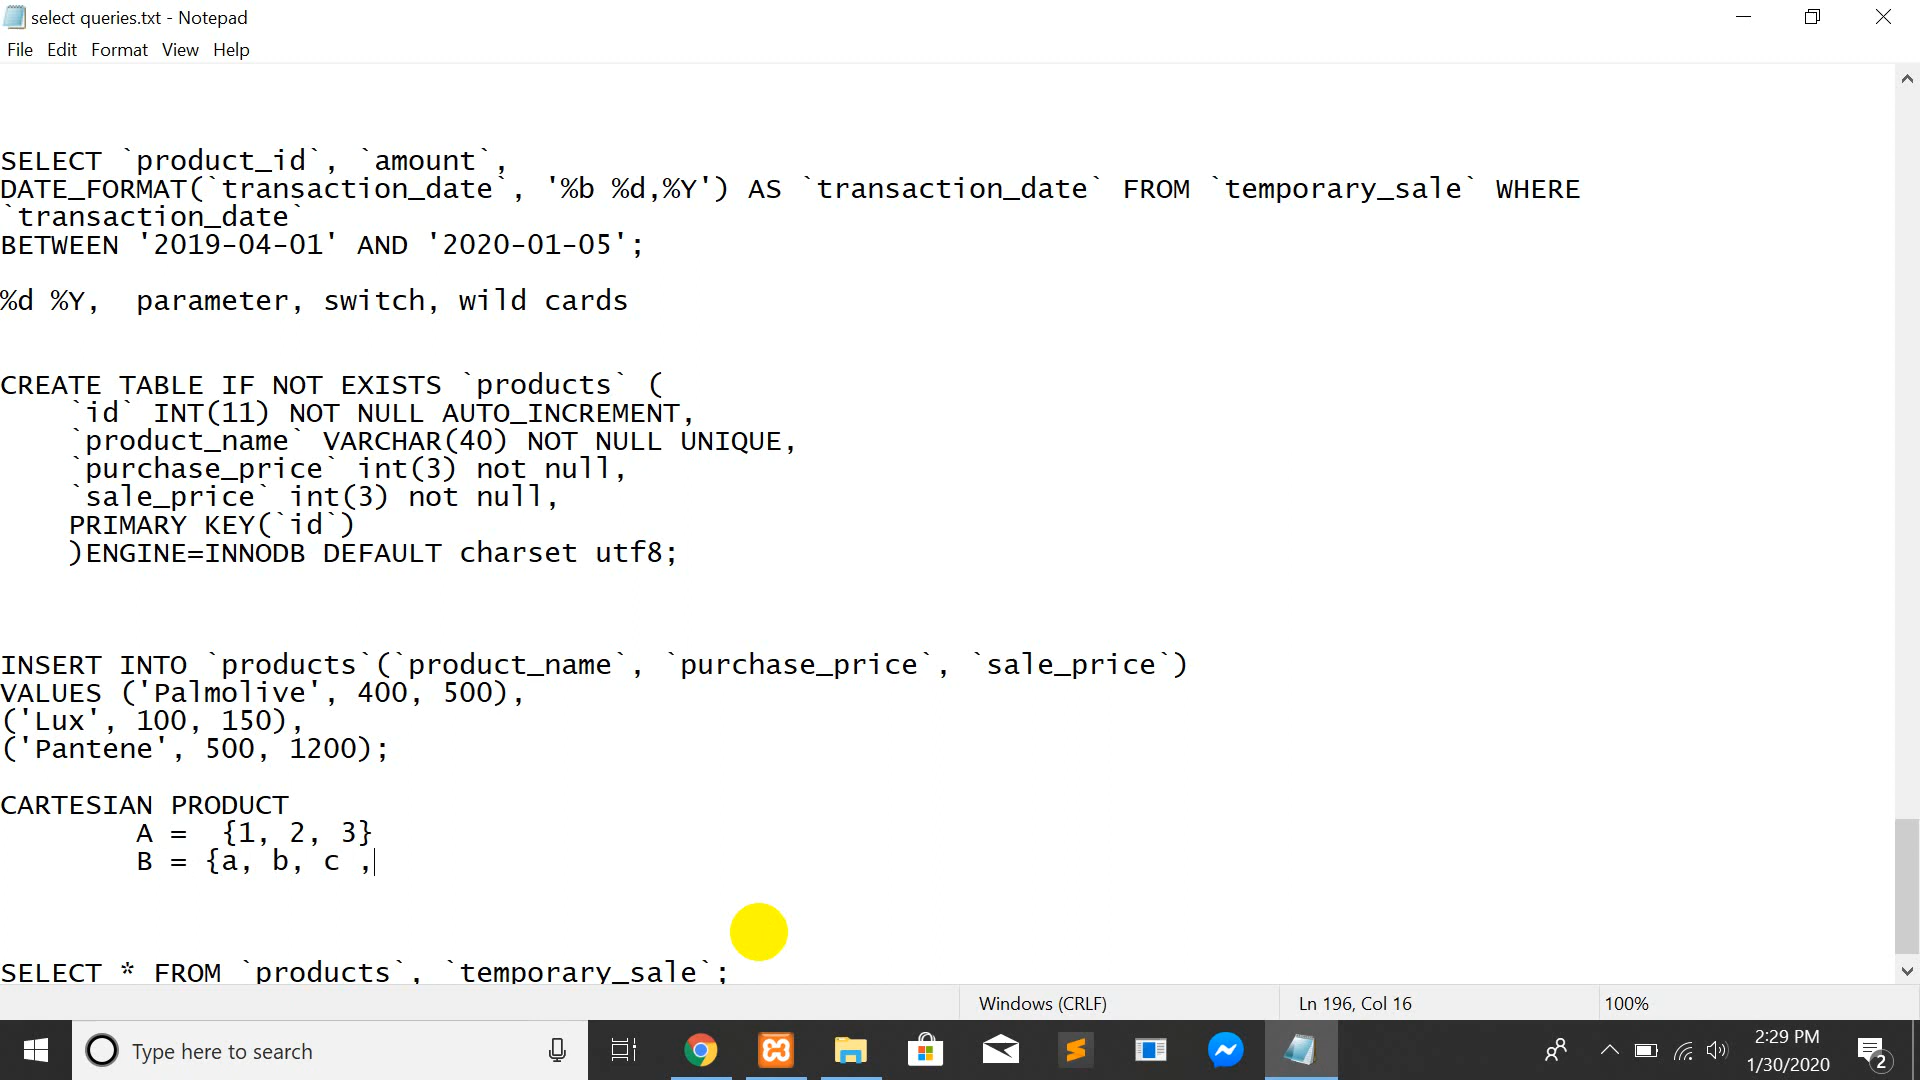 select queries.txt - Notepad
File Edit Format View Help
SELECT `product_id`, `amount`,
DATE_FORMAT(`transaction_date`, '%b %d,%Y') AS `transaction_date` FROM `temporary_sale` WHERE
`transaction_date`
BETWEEN '2019-04-01' AND '2020-01-05';
%d %Y,  parameter, switch, wild cards
CREATE TABLE IF NOT EXISTS `products` (
`id` INT(11) NOT NULL AUTO_INCREMENT,
`product_name` VARCHAR(40) NOT NULL UNIQUE,
`purchase_price` int(3) not null,
`sale_price` int(3) not null,
PRIMARY KEY(`id`)
)ENGINE=INNODB DEFAULT charset utf8;
INSERT INTO `products`(`product_name`, `purchase_price`, `sale_price`)
VALUES ('Palmolive', 400, 500),
('Lux', 100, 150),
('Pantene', 500, 1200);
CARTESIAN PRODUCT
A =  {1, 2, 3}
B = {a, b, c ,
SELECT * FROM `products`, `temporary_sale`;
Windows (CRLF) Ln 196, Col 16 100%
Type here to search
2:29 PM
1/30/2020
2